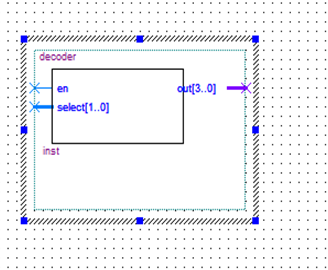 decoder
en out[3..0]
select[1..0]
inst